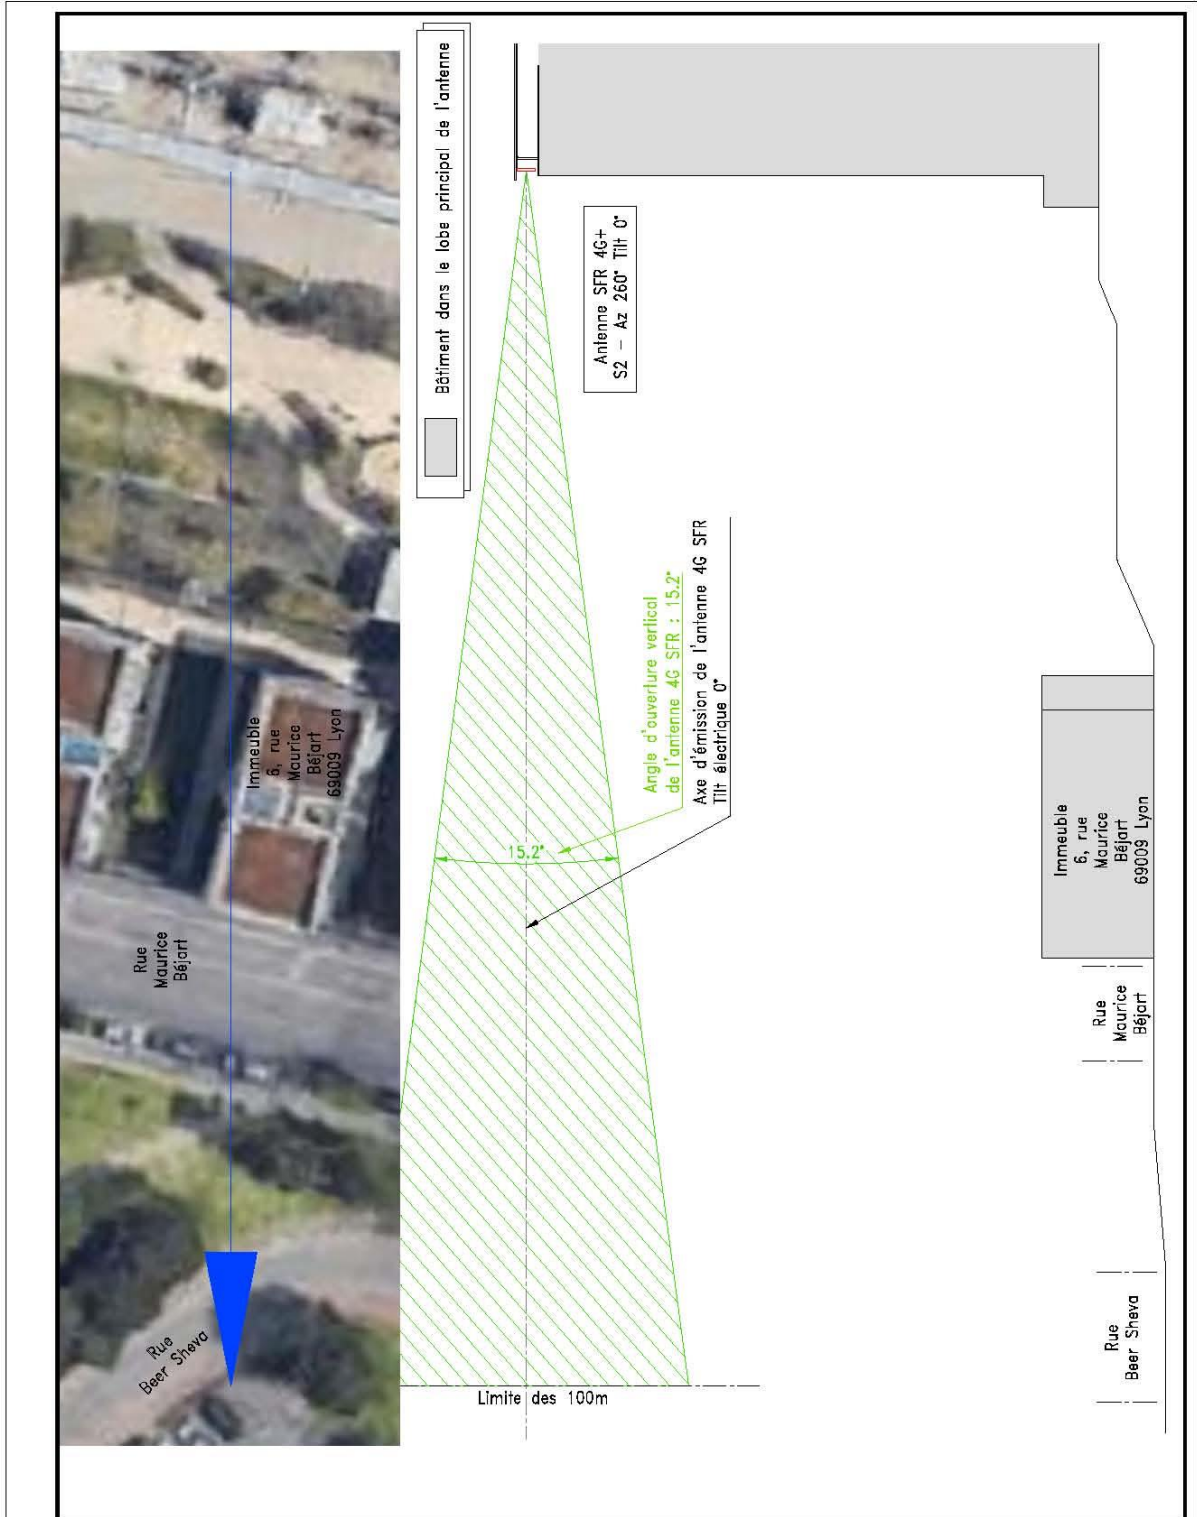 Bâtiment dans le lobe principal de l'antenne
Antenne SFR 4G+
S2 - Az 260° Tilt 0°
Angle d'ouverture vertical
de l'antenne 4G SFR : 15.2°
Axe d'émission de l'antenne 4G SFR
Tilt électrique 0°
15.2°
Immeuble
6, rue
Maurice
Béjart
69009 Lyon
Rue
Maurice
Béjart
Rue
Beer Sheva
Limite des 100m
Immeuble
6, rue
Maurice
Béjart
69009 Lyon
Rue
Maurice
Béjart
Rue
Beer Sheva